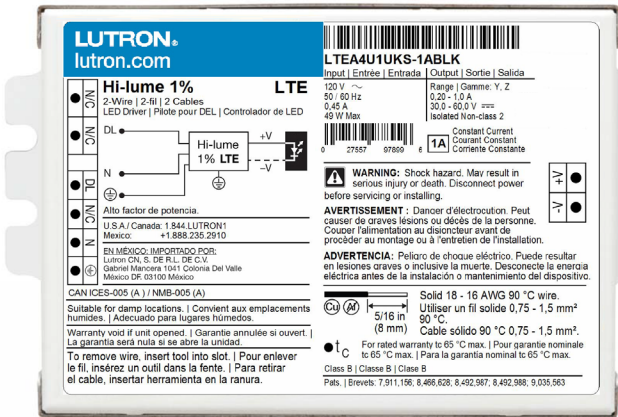 LUTRON®
lutron.com
Hi-lume 1% LTE
2-Wire | 2-fil | 2 Cables
LED Driver | Pilote pour DEL | Controlador de LED
N/C
N/C
DL
N/C
N
DL
N
Hi-lume
1% LTE
+V
–V
Alto factor de potencia.
U.S.A./ Canada: 1.844.LUTRON1
Mexico: +1.888.235.2910
EN MÉXICO: IMPORTADO POR:
Lutron CN, S. DE R.L. DE C.V.
Gabriel Mancera 1041 Colonia Del Valle
México DF. 03100 México
CAN ICES-005 (A ) / NMB-005 (A)
Suitable for damp locations. | Convient aux emplacements
humides. | Adecuado para lugares húmedos.
Warranty void if unit opened. | Garantie annulée si ouvert. |
La garantía será nula si se abre la unidad.
To remove wire, insert tool into slot. | Pour enlever
le fil, insérez un outil dans la fente. | Para retirar
el cable, insertar herramienta en la ranura.
LTEA4U1UKS-1ABLK
Input | Entrée | Entrada Output | Sortie | Salida
120 V ~
50 / 60 Hz
0,45 A
49 W Max
Range | Gamme: Y, Z
0,20 - 1,0 A
30,0 - 60,0 V
Isolated Non-class 2
0 27557 97899 6
1A
Constant Current
Courant Constant
Corriente Constante
WARNING: Shock hazard. May result in
serious injury or death. Disconnect power
before servicing or installing.
+V
-V
AVERTISSEMENT : Danger d'électrocution. Peut
causer de graves lésions ou décès de la personne.
Couper l'alimentation au disjoncteur avant de
procéder au montage ou à l'entretien de l'installation.
ADVERTENCIA: Peligro de choque eléctrico. Puede resultar
en lesiones graves o inclusive la muerte. Desconecte la energia
eléctrica antes de la instalación o mantenimiento del dispositivo.
Cu Al
5/16 in
(8 mm)
Solid 18 - 16 AWG 90 °C wire.
Utiliser un fil solide 0,75 - 1,5 mm²
90 °C.
Cable sólido 90 °C 0,75 - 1,5 mm².
tc
For rated warranty tc 65 °C max. | Pour garantie nominale
tc 65 °C max. | Para la garantía nominal tc 65 °C max.
Class B | Classe B | Clase B
Pats. | Brevets: 7,911,156; 8,466,628; 8,492,987; 8,492,988; 9,035,563